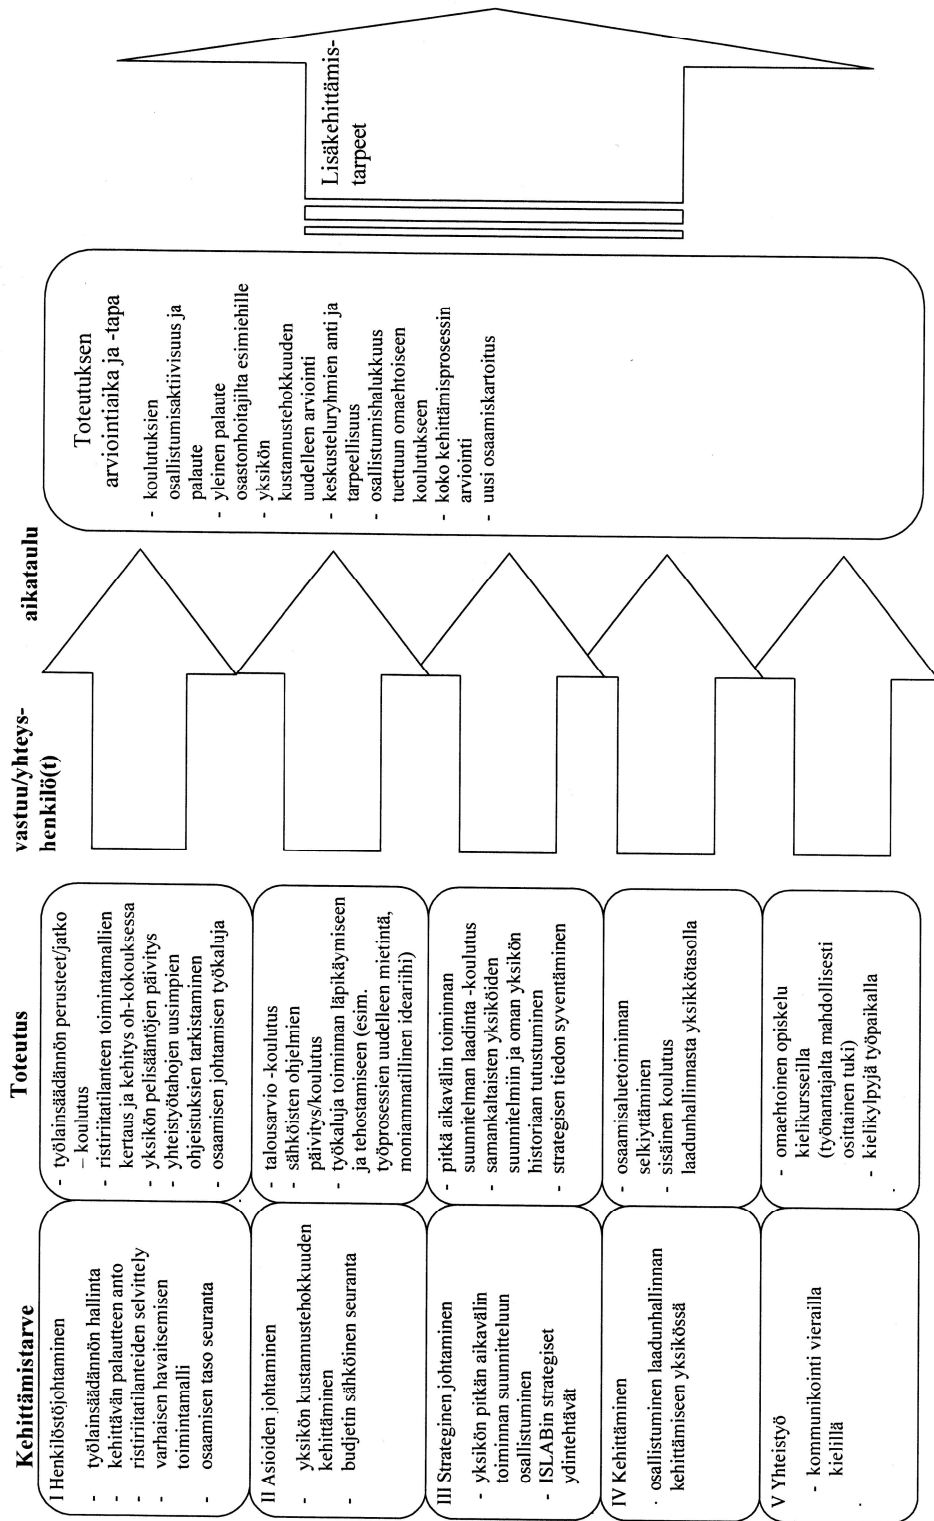 Kehittämistarve
I Henkilöstöjohtaminen
- työlainsäädännön hallinta
- kehittävän palautteen anto
- ristiriitatilanteiden selvittely
- varhaisen havaitsemisen
toimintamalli
- osaamisen taso seuranta
II Asioiden johtaminen
- yksikön kustannustehokkuuden
kehittäminen
- budjetin sähköinen seuranta
III Strateginen johtaminen
- yksikön pitkän aikavälin
toiminnan suunnitteluun
osallistuminen
- ISLABin strategiset
ydintehtävät
IV Kehittäminen
· osallistuminen laadunhallinnan
kehittämiseen yksikössä
V Yhteistyö
- kommunikointi vierailla
kielillä
Toteutus
- työlainsäädännön perusteet/jatko
– koulutus
- ristiriitatilanteen toimintamallien
kertaus ja kehitys oh-kokouksessa
- yksikön pelisääntöjen päivitys
- yhteistyötahojen uusimpien
ohjeistuksien tarkistaminen
- osaamisen johtamisen työkaluja
- talousarvio -koulutus
- sähköisten ohjelmien
päivitys/koulutus
- työkaluja toiminnan läpikäymiseen
ja tehostamiseen (esim.
työprosessien uudelleen mietintä,
moniammatillinen ideariihi)
- pitkä aikavälin toiminnan
suunnitelman laadinta -koulutus
- samankaltaisten yksiköiden
suunnitelmiin ja oman yksikön
historiaan tutustuminen
- strategisen tiedon syventäminen
- osaamisaluetoiminnan
selkiyttäminen
- sisäinen koulutus
laadunhallinnasta yksikkötasolla
- omaehtoinen opiskelu
kielikursseilla
(työnantajalta mahdollisesti
osittainen tuki)
- kielikylpyjä työpaikalla
vastuu/yhteys-
henkilö(t)
aikataulu
Toteutuksen
arviointiaika ja -tapa
- koulutuksien
osallistumisaktiivisuus ja
palaute
- yleinen palaute
osastonhoitajilta esimiehille
- yksikön
kustannustehokkuuden
uudelleen arviointi
- keskusteluryhmien anti ja
tarpeellisuus
- osallistumishalukkuus
tuettuun omaehtoiseen
koulutukseen
- koko kehittämisprosessin
arviointi
- uusi osaamiskartoitus
Lisäkehittämis-
tarpeet